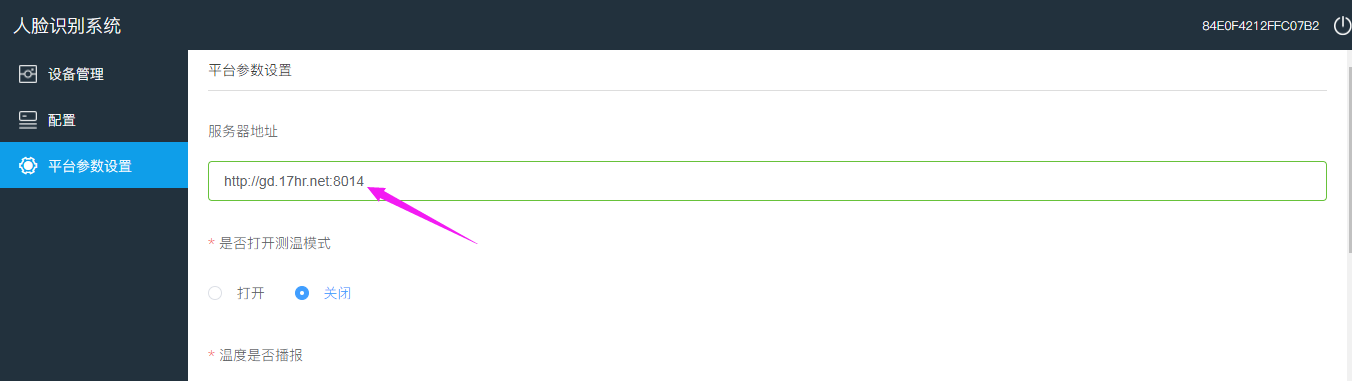 人脸识别系统
84E0F4212FFC07B2
设备管理
配置
平台参数设置
平台参数设置
服务器地址
http://gd.17hr.net:8014
* 是否打开测温模式
打开
关闭
* 温度是否播报